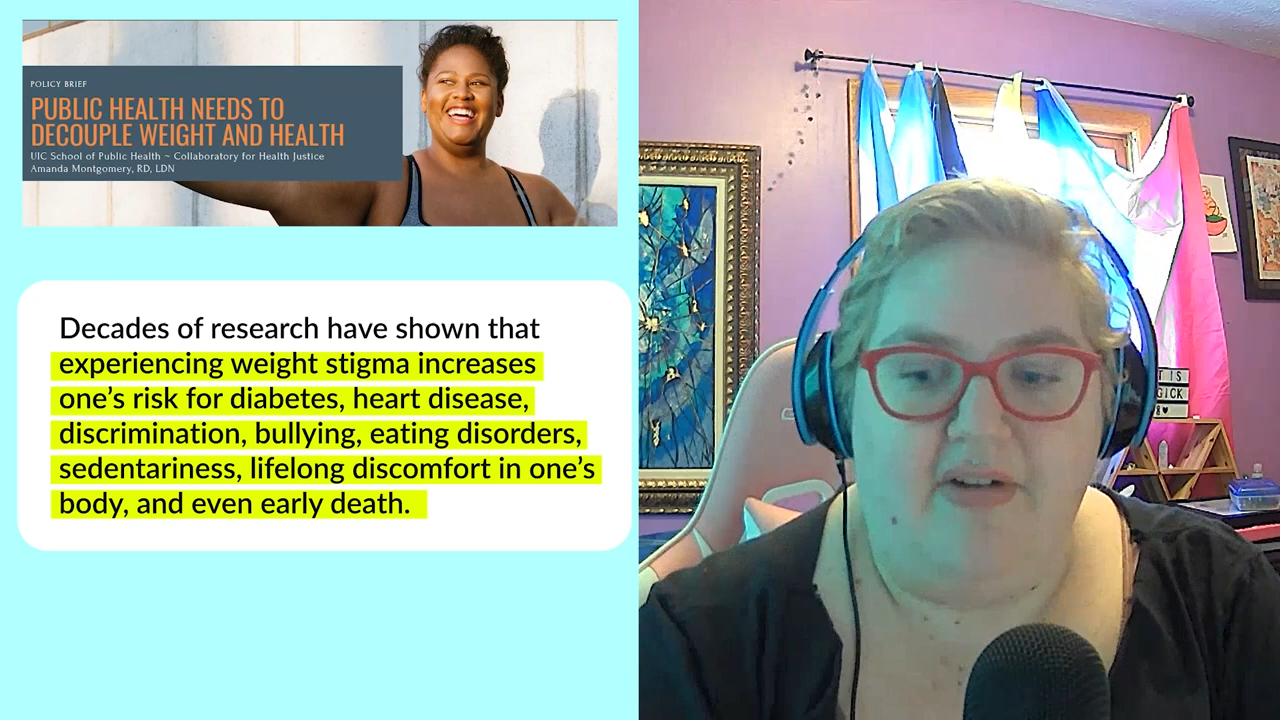 POLICY BRIEF
PUBLIC HEALTH NEEDS TO
DECOUPLE WEIGHT AND HEALTH
UIC School of Public Health ~ Collaboratory for Health Justice
Amanda Montgomery, RD, LDN
Decades of research have shown that
experiencing weight stigma increases
one's risk for diabetes, heart disease,
discrimination, bullying, eating disorders,
sedentariness, lifelong discomfort in one's
body, and even early death.